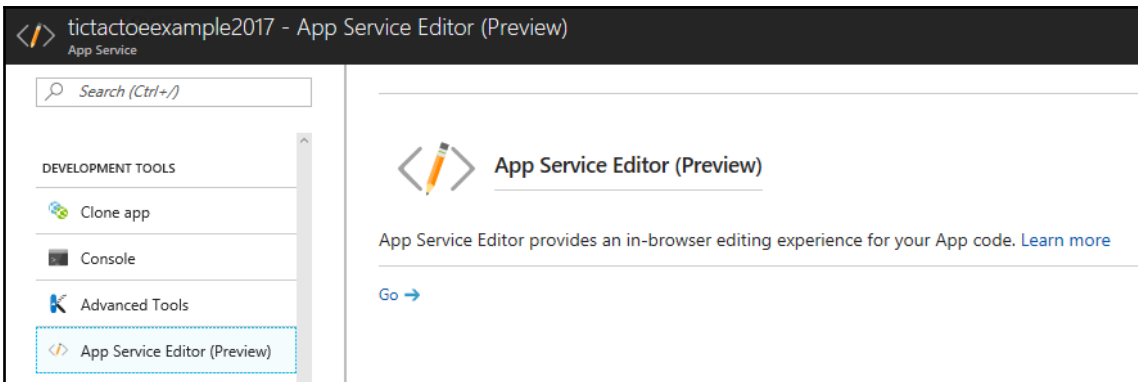 tictactoeexample2017 - App Service Editor (Preview)
App Service
Search (Ctrl+/)
DEVELOPMENT TOOLS
Clone app
Console
Advanced Tools
App Service Editor (Preview)
App Service Editor (Preview)
App Service Editor provides an in-browser editing experience for your App code. Learn more
Go →